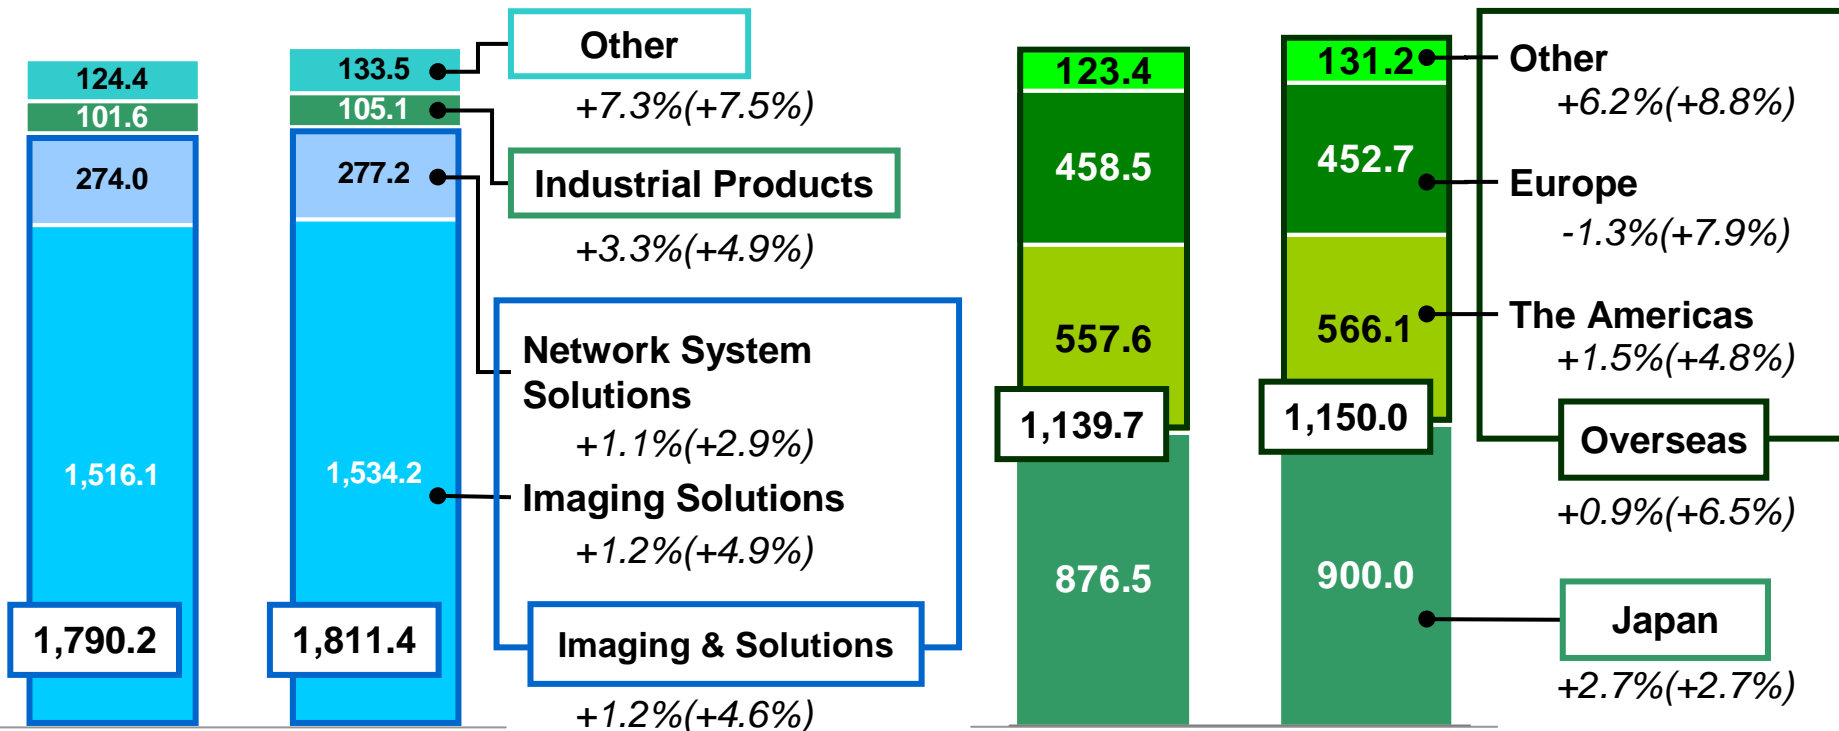 124.4
101.6
274.0
1,516.1
1,790.2
133.5
105.1
277.2
1,534.2
1,811.4
Other
+7.3%(+7.5%)
Industrial Products
+3.3%(+4.9%)
Network System
Solutions
+1.1%(+2.9%)
Imaging Solutions
+1.2%(+4.9%)
Imaging & Solutions
+1.2%(+4.6%)
123.4
458.5
557.6
1,139.7
876.5
131.2
452.7
566.1
1,150.0
900.0
Other
+6.2%(+8.8%)
Europe
-1.3%(+7.9%)
The Americas
+1.5%(+4.8%)
Overseas
+0.9%(+6.5%)
Japan
+2.7%(+2.7%)